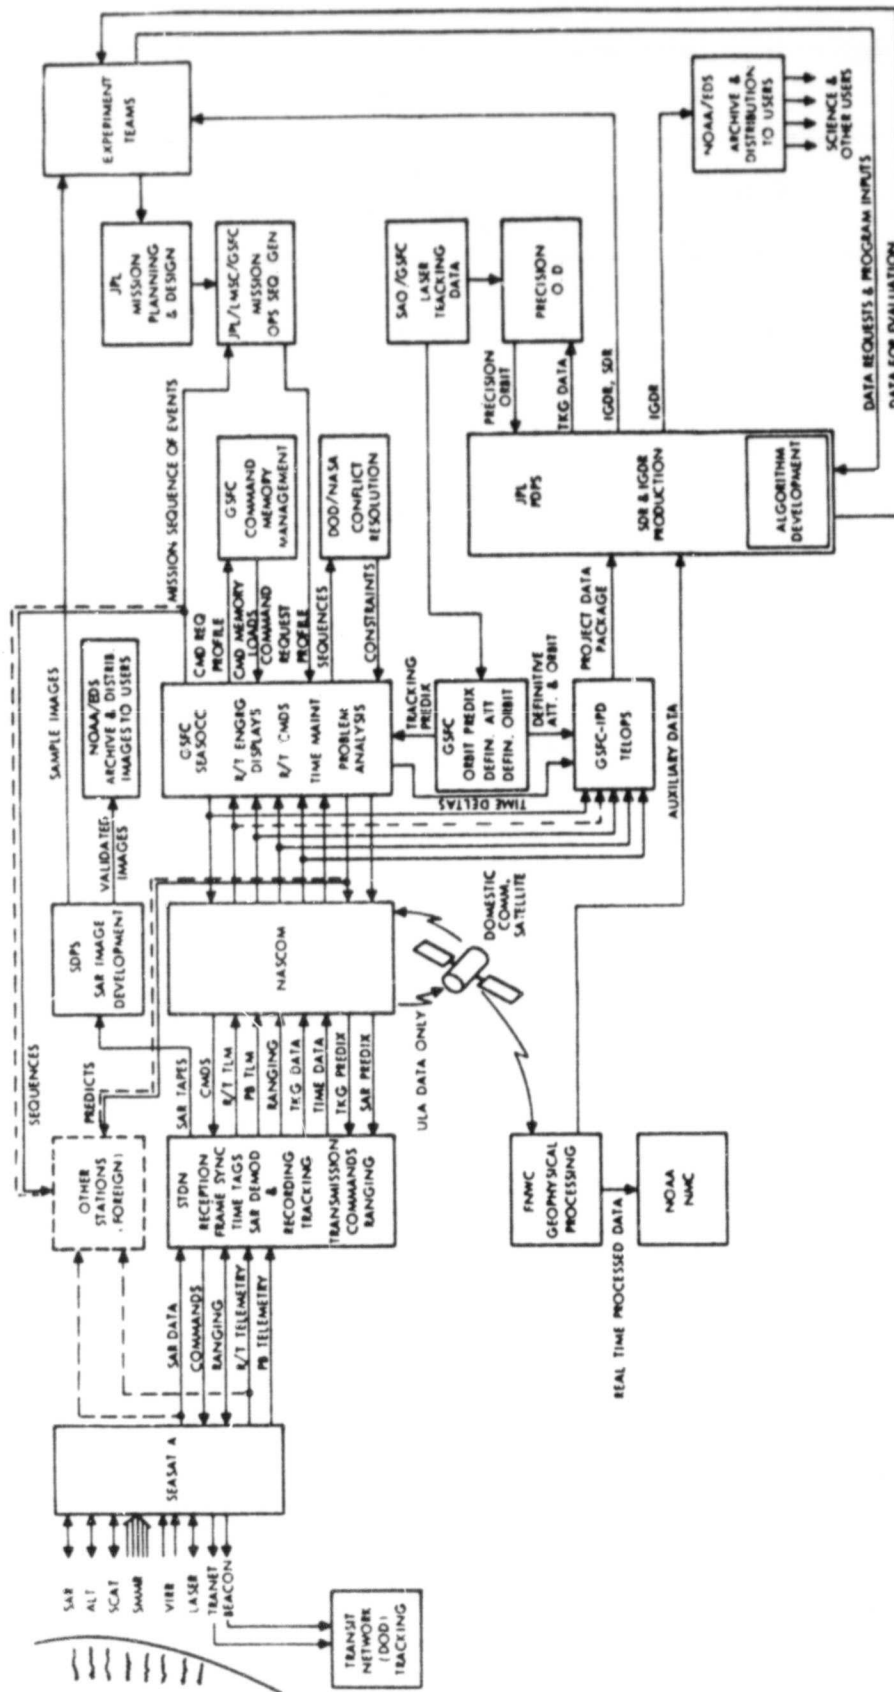 SAR
ALT
SCAT
SMMR
VIRR
LASER
TRANET
BEACON
TRANSIT
NETWORK
(DOD)
TRACKING
SEASAT A
SAR DATA
COMMANDS
RANGING
R/T TELEMETRY
PB TELEMETRY
OTHER
STATIONS
(FOREIGN)
SEQUENCES
PREDICTS
STDN
RECEPTION
FRAME SYNC
TIME TAGS
SAR DEMOD
&
RECORDING
TRACKING
TRANSMISSION
COMMANDS
RANGING
SAR TAPES
CMDS
R/T TLM
PB TLM
RANGING
TKG DATA
TIME DATA
TKG PREDIX
SAR PREDIX
SDPS
SAR IMAGE
DEVELOPMENT
VALIDATED
IMAGES
NOAA/EDS
ARCHIVE & DISTRIB.
IMAGES TO USERS
SAMPLE IMAGES
NASCOM
ULA DATA ONLY
DOMESTIC
COMM.
SATELLITE
FNWC
GEOPHYSICAL
PROCESSING
REAL TIME PROCESSED DATA
NOAA
NMC
GSFC
SEASOCC
R/T ENGRG
DISPLAYS
R/T CMDS
TIME MAINT
PROBLEM
ANALYSIS
MISSION SEQUENCE OF EVENTS
CMD REQ
PROFILE
CMD MEMORY
LOADS
COMMAND
REQUEST
PROFILE
SEQUENCES
CONSTRAINTS
GSFC
COMMAND
MEMORY
MANAGEMENT
DOD/NASA
CONFLICT
RESOLUTION
TRACKING
PREDIX
TIME DELTAS
GSFC
ORBIT PREDIX
DEFIN. ATT
DEFIN. ORBIT
DEFINITIVE
ATT. & ORBIT
GSFC-IPD
TELOPS
PROJECT DATA
PACKAGE
AUXILIARY DATA
EXPERIMENT
TEAMS
JPL
MISSION
PLANNING
& DESIGN
JPL/LMSC/GSFC
MISSION
OPS SEQ GEN
SAO/GSFC
LASER
TRACKING
DATA
PRECISION
O D
PRECISION
ORBIT
TKG DATA
IGDR, SDR
IGDR
JPL
PDPS
SDR & IGDR
PRODUCTION
ALGORITHM
DEVELOPMENT
NOAA/EDS
ARCHIVE &
DISTRIBUTION
TO USERS
SCIENCE &
OTHER USERS
DATA REQUESTS & PROGRAM INPUTS
DATA FOR EVALUATION